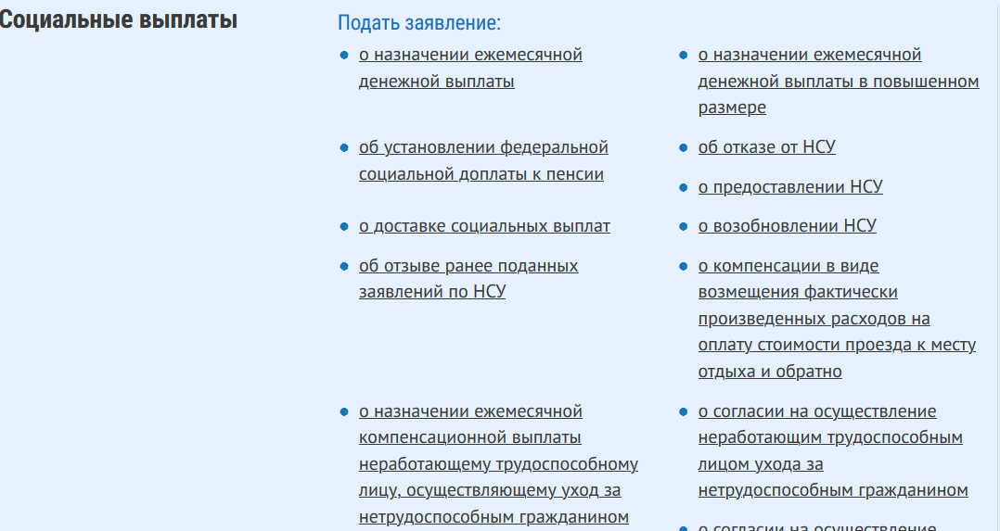 Социальные выплаты
Подать заявление:
о назначении ежемесячной
денежной выплаты
о назначении ежемесячной
денежной выплаты в повышенном
размере
об установлении федеральной
социальной доплаты к пенсии
об отказе от НСУ
о предоставлении НСУ
о доставке социальных выплат
о возобновлении НСУ
об отзыве ранее поданных
заявлений по НСУ
о компенсации в виде
возмещения фактически
произведенных расходов на
оплату стоимости проезда к месту
отдыха и обратно
о назначении ежемесячной
компенсационной выплаты
неработающему трудоспособному
лицу, осуществляющему уход за
нетрудоспособным гражданином
о согласии на осуществление
неработающим трудоспособным
лицом ухода за
нетрудоспособным гражданином
о согласии на осуществление